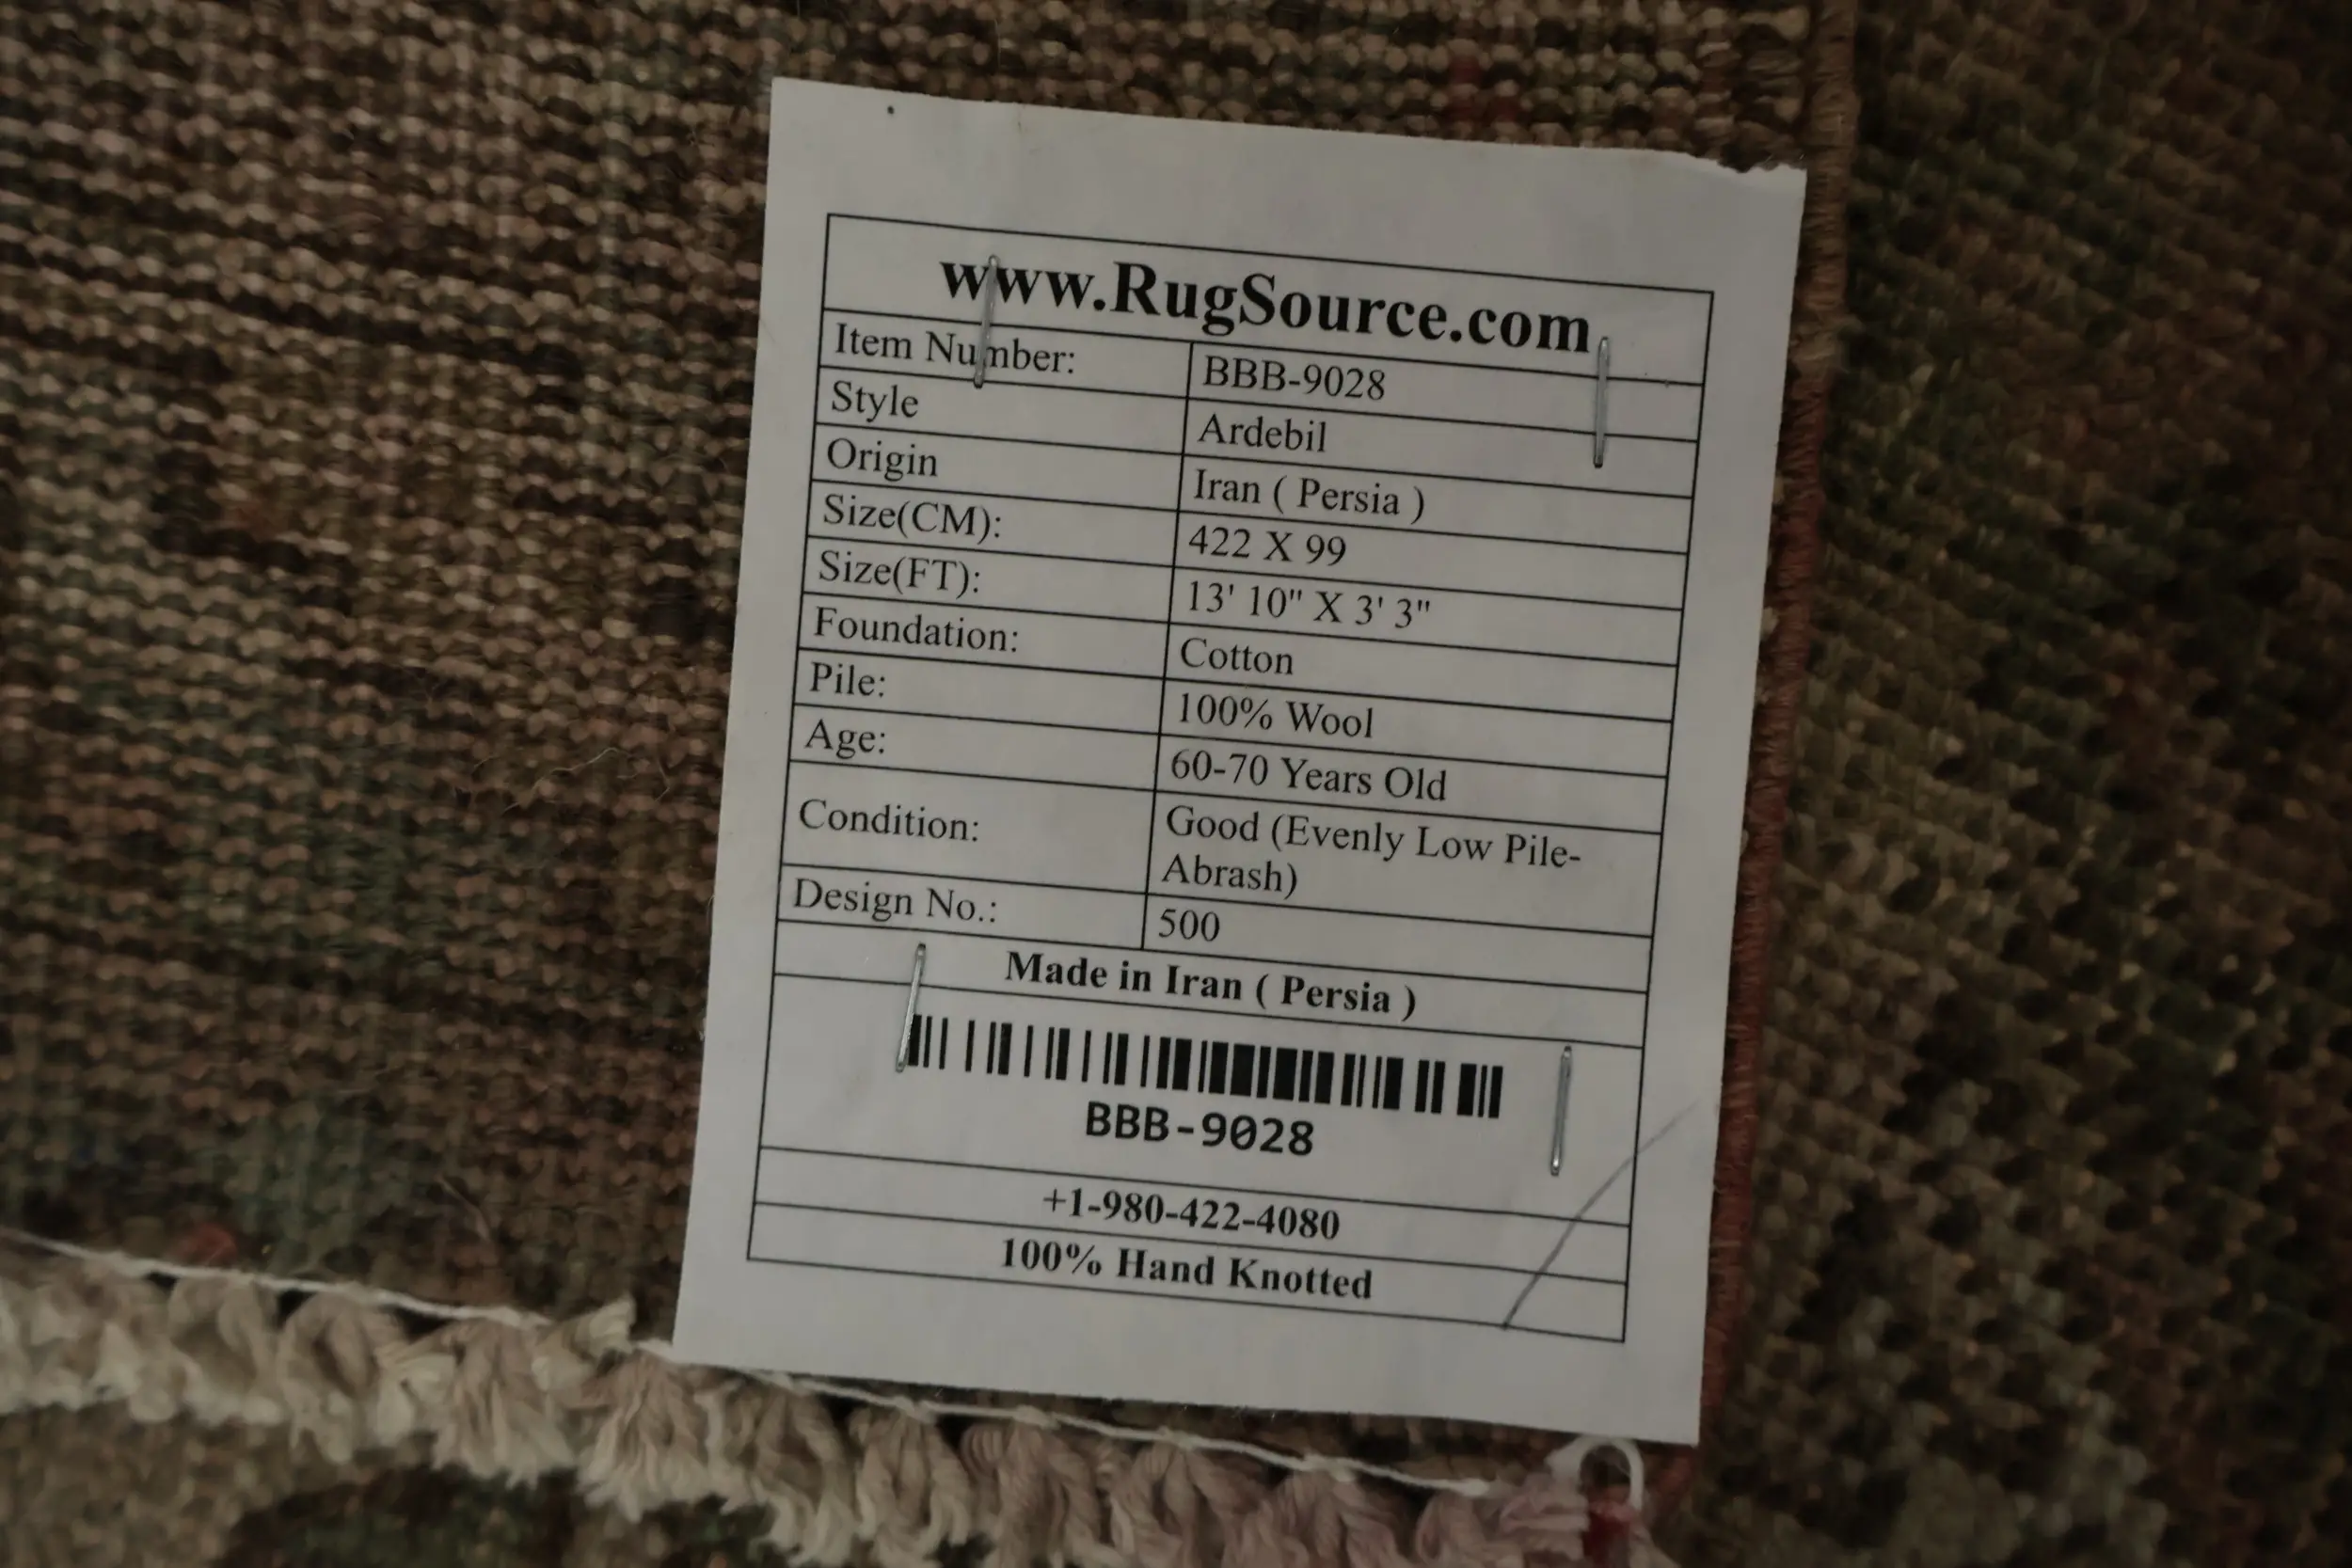 www.RugSource.com
Item Number: BBB-9028
Style Ardebil
Origin Iran ( Persia )
Size(CM): 422 X 99
Size(FT): 13' 10" X 3' 3"
Foundation: Cotton
Pile: 100% Wool
Age: 60-70 Years Old
Condition: Good (Evenly Low Pile-
Abrash)
Design No.: 500
Made in Iran ( Persia )
BBB-9028
+1-980-422-4080
100% Hand Knotted